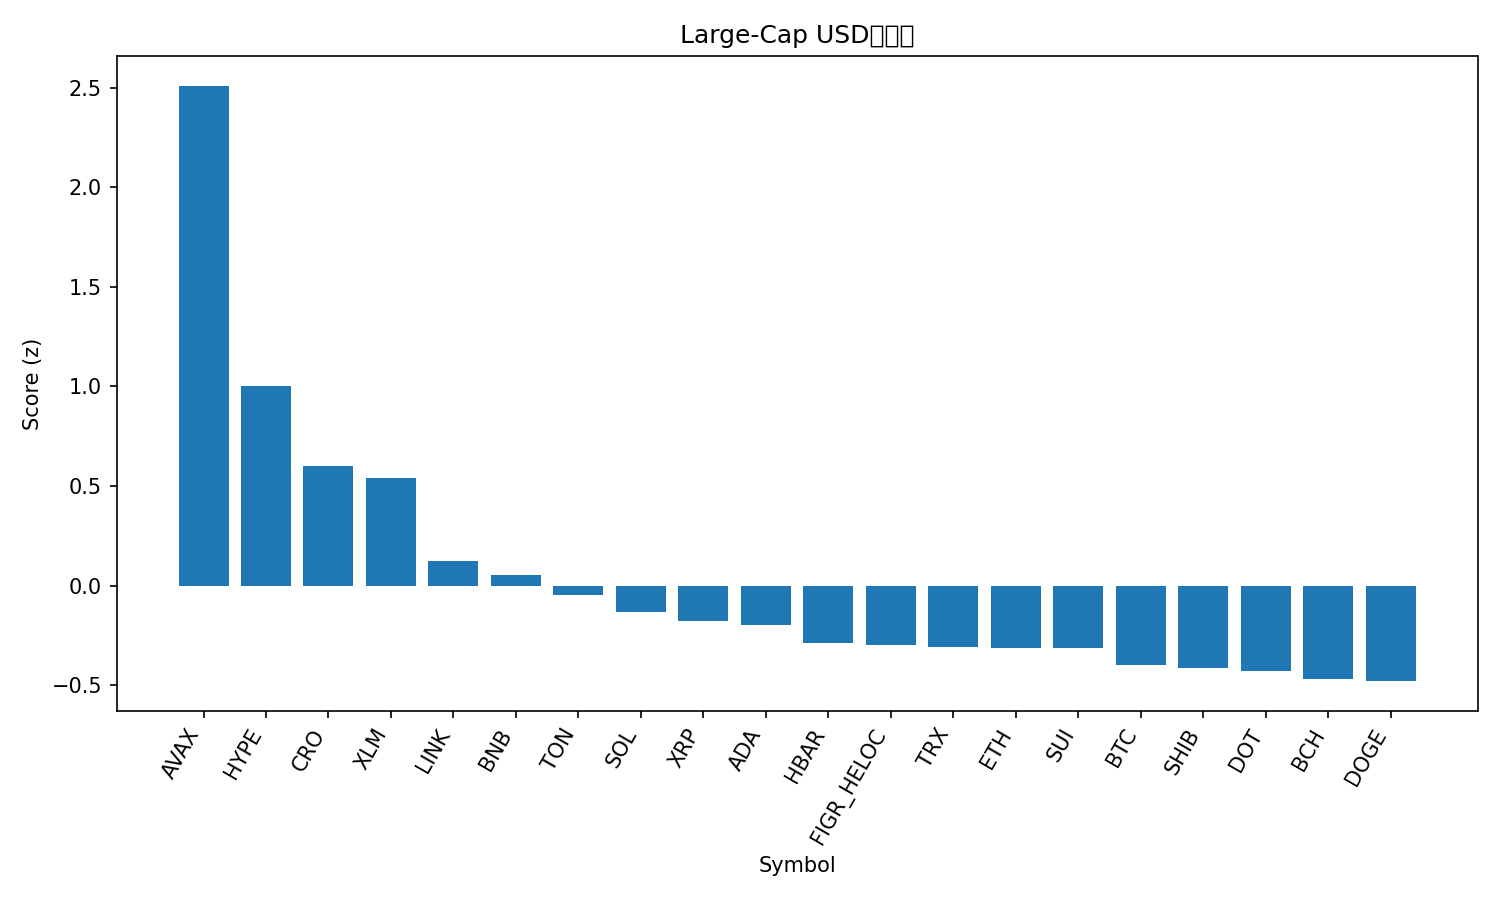 Large-Cap USD
Score (z)
2.5
2.0
1.5
1.0
0.5
0.0
−0.5
AVAX
HYPE
CRO
XLM
LINK
BNB
TON
SOL
XRP
ADA
HBAR
FIGR_HELOC
TRX
ETH
SUI
BTC
SHIB
DOT
BCH
DOGE
Symbol